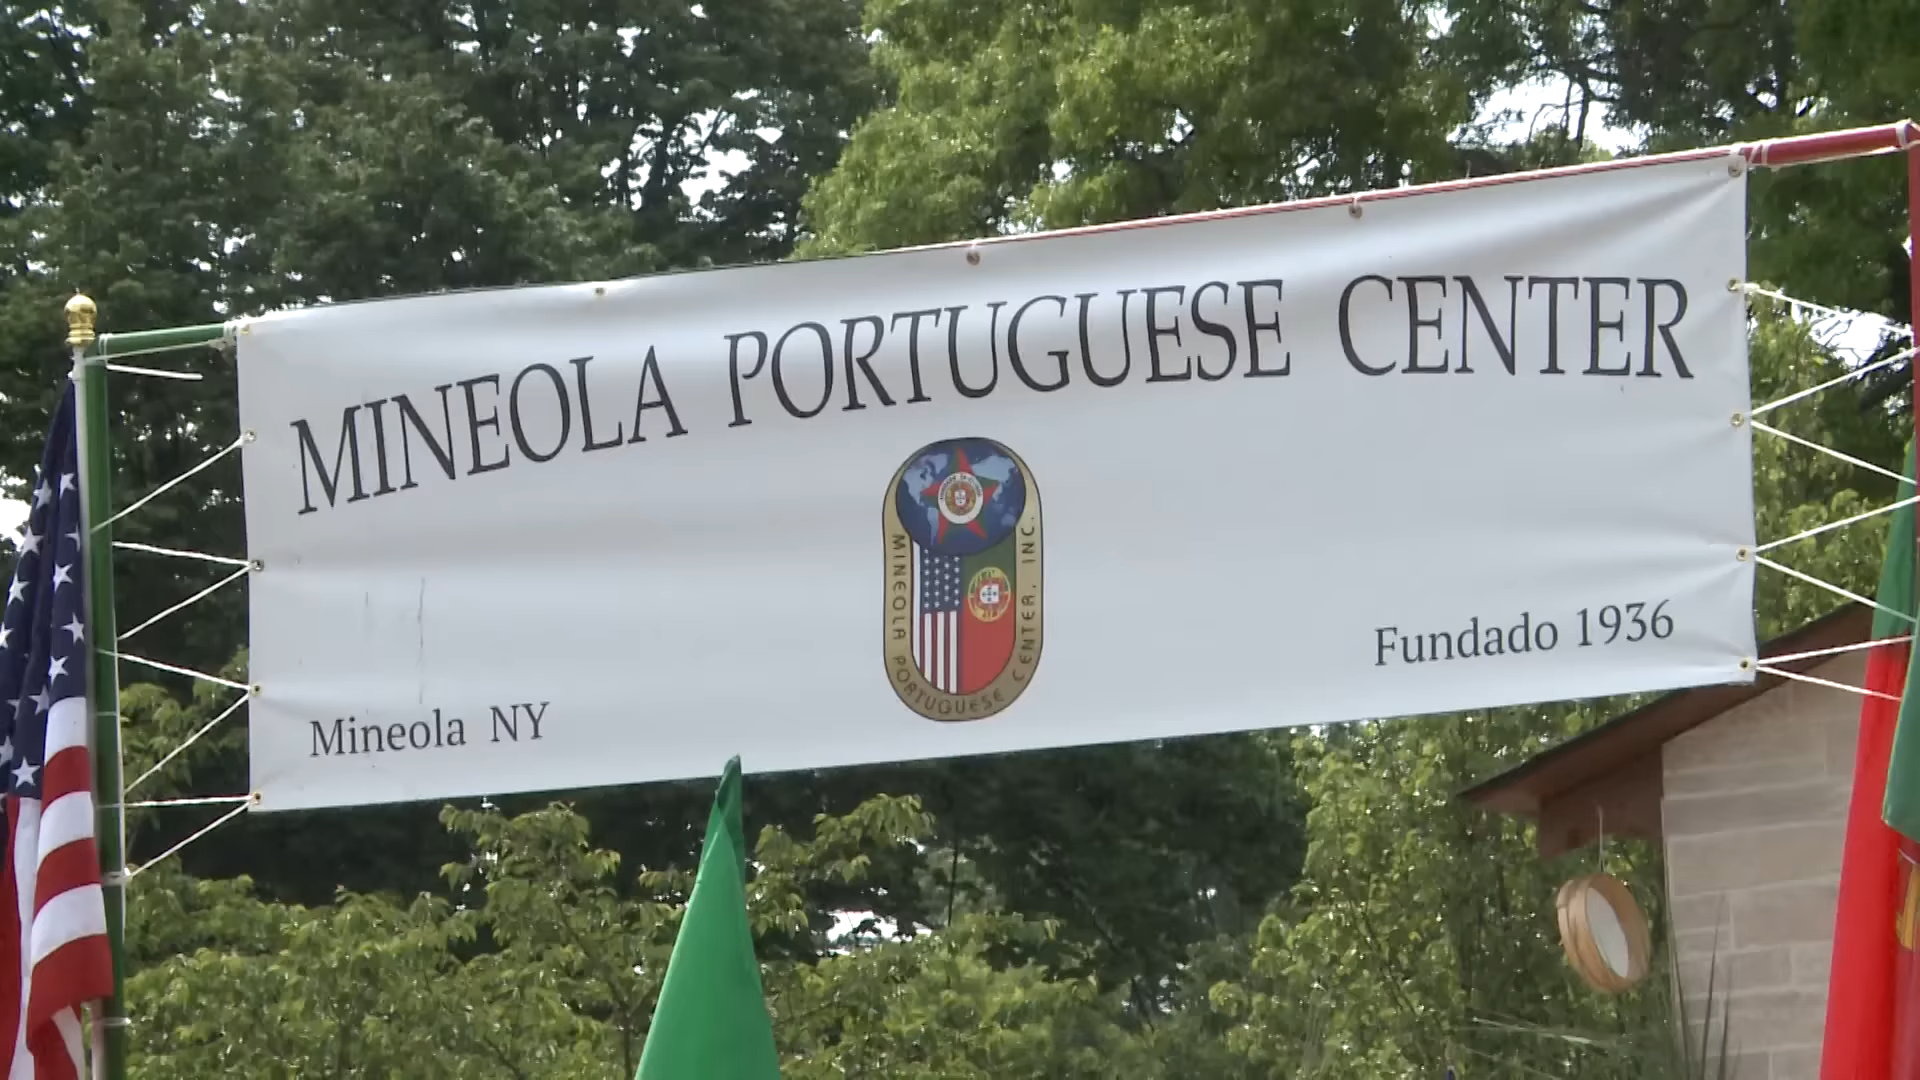 MINEOLA PORTUGUESE CENTER
MINEOLA PORTUGUESE CENTER, INC.
Fundado 1936
Mineola NY